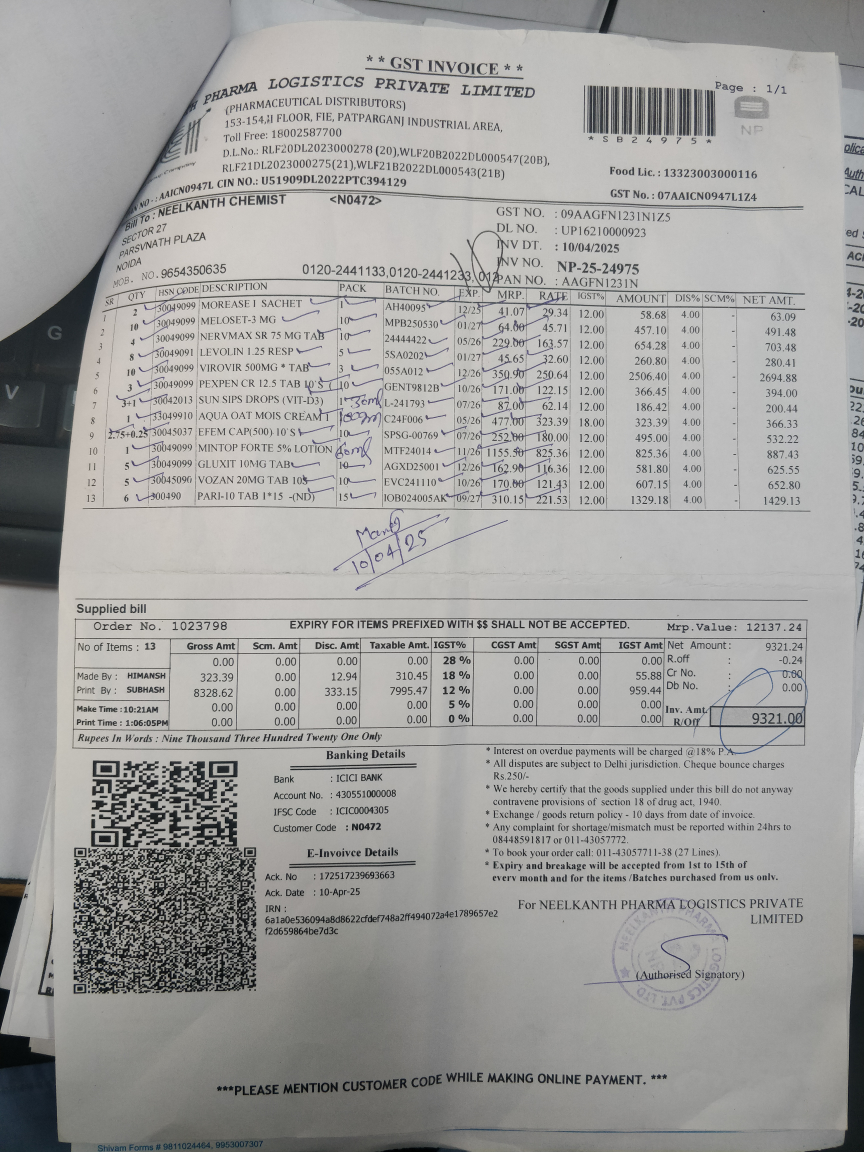 * * GST INVOICE * *
PHARMA LOGISTICS PRIVATE LIMITED
Page : 1/1
(PHARMACEUTICAL DISTRIBUTORS)
153-154,II FLOOR, FIE, PATPARGANJ INDUSTRIAL AREA,
Toll Free: 18002587700
* S B 2 4 9 7 5 *
NP
D.L.No.: RLF20DL2023000278 (20),WLF20B2022DL000547(20B),
RLF21DL2023000275(21),WLF21B2022DL000543(21B)
Food Lic. : 13323003000116
AAICN0947L CIN NO.: U51909DL2022PTC394129
GST No. : 07AAICN0947L1Z4
Bill To : NEELKANTH CHEMIST <N0472>
SECTOR 27
PARSVNATH PLAZA
NOIDA
MOB. NO. 9654350635 0120-2441133,0120-2441233,012
GST NO. : 09AAGFN1231N1Z5
DL NO. : UP16210000923
INV DT. : 10/04/2025
INV NO. NP-25-24975
PAN NO. : AAGFN1231N
SR QTY HSN CODE DESCRIPTION PACK BATCH NO. EXP. MRP. RATE IGST% AMOUNT DIS% SCM% NET AMT.
1 2 30049099 MOREASE 1 SACHET 1 AH40095 12/25 41.07 29.34 12.00 58.68 4.00 - 63.09
2 10 30049099 MELOSET-3 MG 10 MPB250530 01/27 64.00 45.71 12.00 457.10 4.00 - 491.48
3 4 30049099 NERVMAX SR 75 MG TAB 10 24444422 05/26 229.00 163.57 12.00 654.28 4.00 - 703.48
4 8 30049091 LEVOLIN 1.25 RESP 5 5SA0202 01/27 45.65 32.60 12.00 260.80 4.00 - 280.41
5 10 30049099 VIROVIR 500MG * TAB 3 055A012 12/26 350.90 250.64 12.00 2506.40 4.00 - 2694.88
6 3 30049099 PEXPEN CR 12.5 TAB 10'S ( 10 GENT9812B 10/26 171.00 122.15 12.00 366.45 4.00 - 394.00
7 3+1 30042013 SUN SIPS DROPS (VIT-D3) 1 30ml L-241793 07/26 87.00 62.14 12.00 186.42 4.00 - 200.44
8 1 33049910 AQUA OAT MOIS CREAM 1 C24F006 05/26 477.00 323.39 18.00 323.39 4.00 - 366.33
9 2.75+0.25 30045037 EFEM CAP(500) 10'S 10 SPSG-00769 07/26 252.00 180.00 12.00 495.00 4.00 - 532.22
10 1 30049099 MINTOP FORTE 5% LOTION MTF24014 11/26 1155.50 825.36 12.00 825.36 4.00 - 887.43
11 5 30049099 GLUXIT 10MG TAB 10 AGXD25001 12/26 162.90 116.36 12.00 581.80 4.00 - 625.55
12 5 30045090 VOZAN 20MG TAB 10S 10 EVC241110 10/26 170.00 121.43 12.00 607.15 4.00 - 652.80
13 6 300490 PARI-10 TAB 1*15 -(ND) 15 IOB024005AK 09/27 310.15 221.53 12.00 1329.18 4.00 - 1429.13
10/04/25
Supplied bill
Order No. 1023798 EXPIRY FOR ITEMS PREFIXED WITH $$ SHALL NOT BE ACCEPTED. Mrp.Value: 12137.24
No of Items : 13 Gross Amt Scm. Amt Disc. Amt Taxable. Amt IGST% CGST Amt SGST Amt IGST Amt Net Amount: 9321.24
0.00 0.00 0.00 0.00 28 % 0.00 0.00 0.00 R.off : -0.24
Made By : HIMANSH 323.39 0.00 12.94 310.45 18 % 0.00 0.00 55.88 Cr No. : 0.00
Print By : SUBHASH 8328.62 0.00 333.15 7995.47 12 % 0.00 0.00 959.44 Db No. : 0.00
Make Time :10:21AM 0.00 0.00 0.00 0.00 5 % 0.00 0.00 0.00 Inv. Amt.
Print Time : 1:06:05PM 0.00 0.00 0.00 0.00 0 % 0.00 0.00 0.00 R/Off 9321.00
Rupees In Words : Nine Thousand Three Hundred Twenty One Only
Banking Details
Bank : ICICI BANK
Account No. : 430551000008
IFSC Code : ICIC0004305
Customer Code : N0472
E-Invoivce Details
Ack. No : 172517239693663
Ack. Date : 10-Apr-25
IRN :
6a1a0e536094a8d8622cfdef748a2ff494072a4e1789657e2
f2d659864be7d3c
* Interest on overdue payments will be charged @18% P.A.
* All disputes are subject to Delhi jurisdiction. Cheque bounce charges
Rs.250/-
* We hereby certify that the goods supplied under this bill do not anyway
contravene provisions of section 18 of drug act, 1940.
* Exchange / goods return policy - 10 days from date of invoice.
* Any complaint for shortage/mismatch must be reported within 24hrs to
08448591817 or 011-43057772.
* To book your order call: 011-43057711-38 (27 Lines).
* Expiry and breakage will be accepted from 1st to 15th of
every month and for the items /Batches purchased from us only.
For NEELKANTH PHARMA LOGISTICS PRIVATE
LIMITED
(Authorised Signatory)
***PLEASE MENTION CUSTOMER CODE WHILE MAKING ONLINE PAYMENT. ***
Shivam Forms # 9811024464, 9953007307